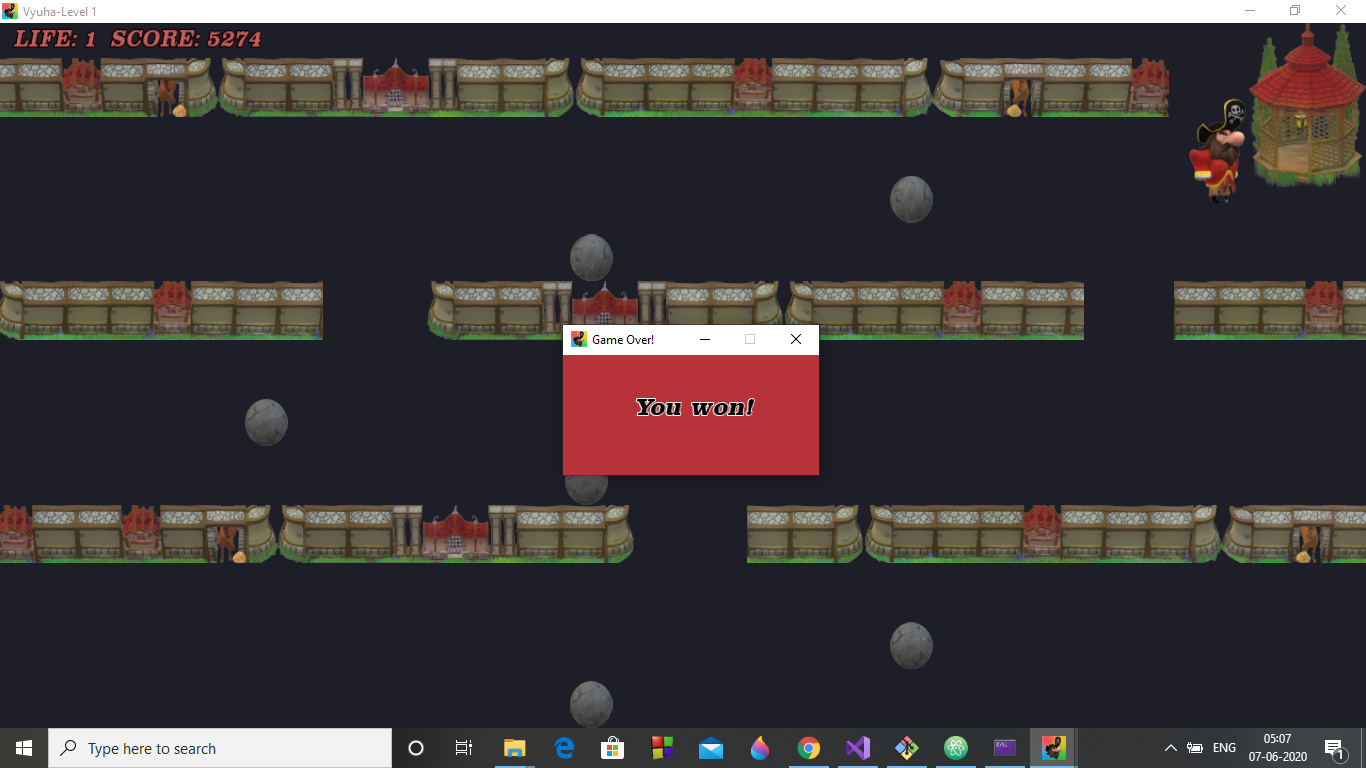 Vyuha-Level 1
LIFE: 1 SCORE: 5274
Game Over!
You won!
Type here to search
ENG
05:07
07-06-2020
1